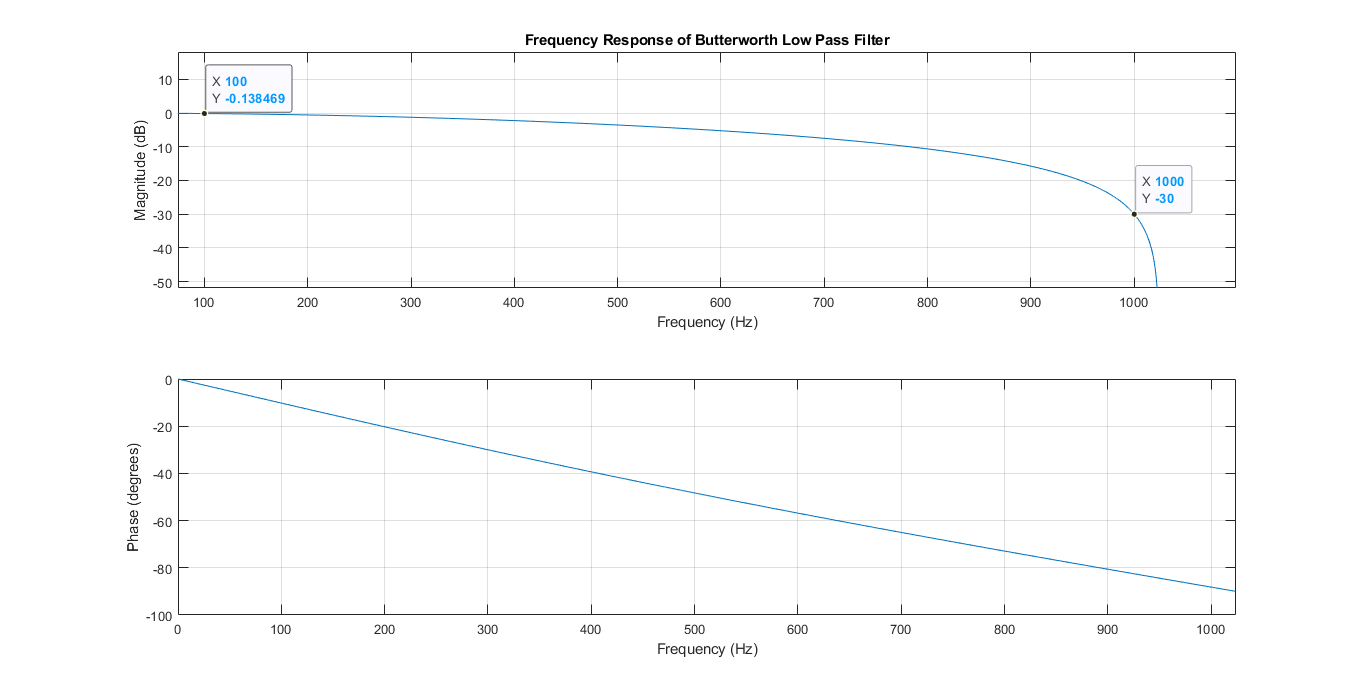 Frequency Response of Butterworth Low Pass Filter
10
0
-10
-20
-30
-40
-50
Magnitude (dB)
X 100
Y -0.138469
X 1000
Y -30
100 200 300 400 500 600 700 800 900 1000
Frequency (Hz)
0
-20
-40
-60
-80
-100
Phase (degrees)
0 100 200 300 400 500 600 700 800 900 1000
Frequency (Hz)